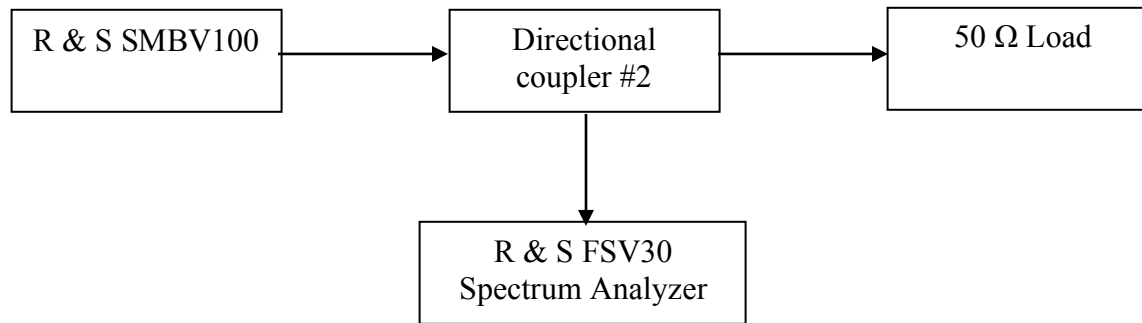 R & S SMBV100
Directional
coupler #2
50 Ω Load
R & S FSV30
Spectrum Analyzer